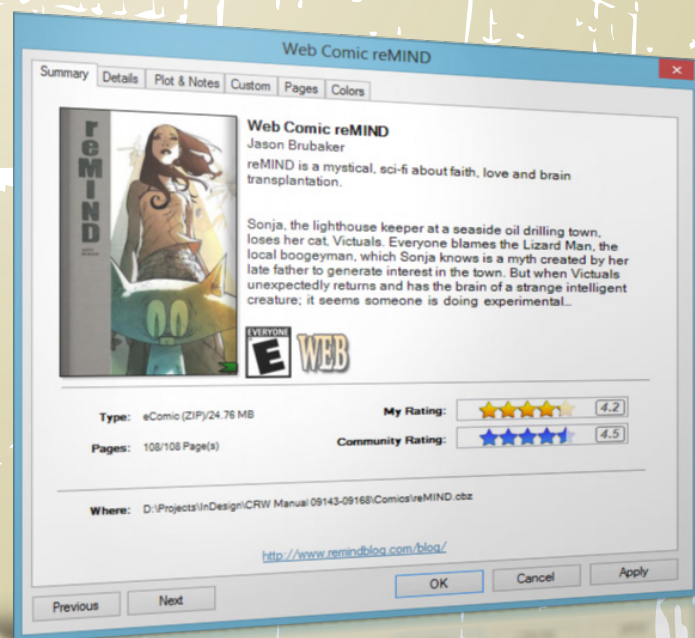 Web Comic reMIND
Summary
Details
Plot & Notes
Custom
Pages
Colors
reMIND
Web Comic reMIND
Jason Brubaker
reMIND is a mystical, sci-fi about faith, love and brain
transplantation.
Sonja, the lighthouse keeper at a seaside oil drilling town,
loses her cat, Victuals. Everyone blames the Lizard Man, the
local boogeyman, which Sonja knows is a myth created by her
late father to generate interest in the town. But when Victuals
unexpectedly returns and has the brain of a strange intelligent
creature; it seems someone is doing experimental...
EVERYONE
E
WEB
Type: eComic (ZIP)/24.76 MB
My Rating: 4.2
Pages: 108/108 Page(s)
Community Rating: 4.5
Where: D:\Projects\InDesign\CRW Manual 09143-09168\Comics\reMIND.cbz
http://www.remindblog.com/blog/
Previous
Next
OK
Cancel
Apply